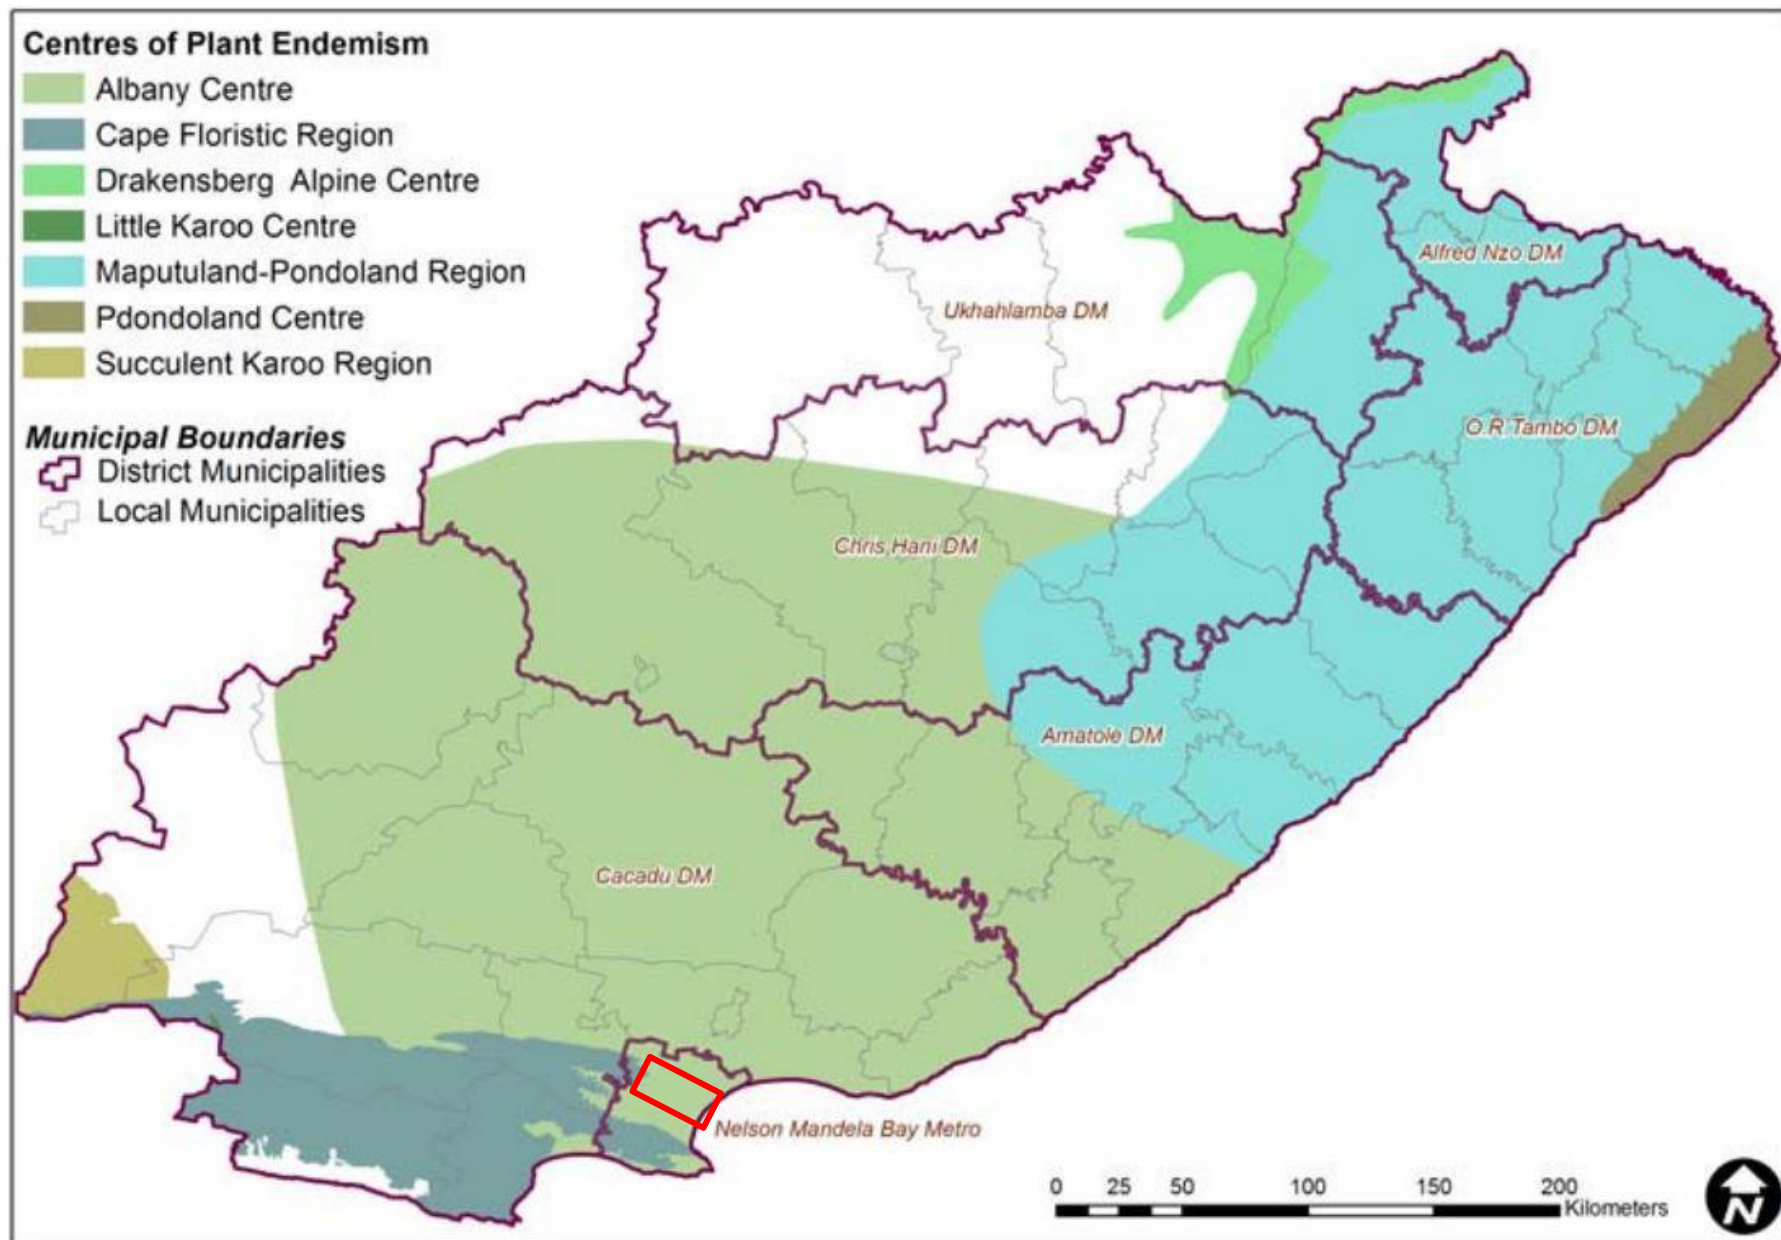 Centres of Plant Endemism
Albany Centre
Cape Floristic Region
Drakensberg Alpine Centre
Little Karoo Centre
Maputuland-Pondoland Region
Pdondoland Centre
Succulent Karoo Region
Municipal Boundaries
District Municipalities
Local Municipalities
Alfred Nzo DM
Ukhahlamba DM
O.R.Tambo DM
Chris Hani DM
Amatole DM
Cacadu DM
Nelson Mandela Bay Metro
0 25 50 100 150 200
Kilometers
N